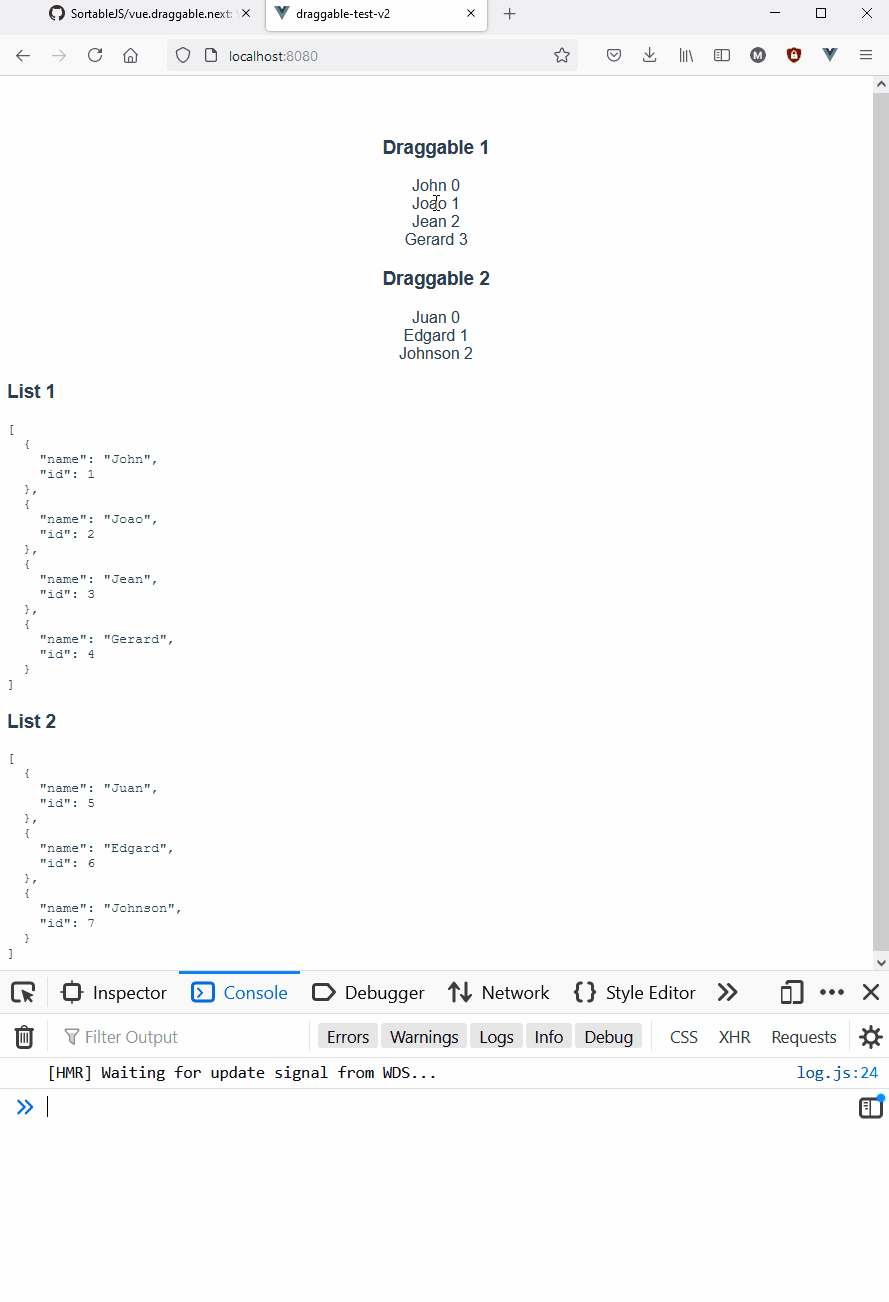 SortableJS/vue.draggable.next:
draggable-test-v2
localhost:8080
M
Draggable 1
John 0
Joao 1
Jean 2
Gerard 3
Draggable 2
Juan 0
Edgard 1
Johnson 2
List 1
[
  {
    "name": "John",
    "id": 1
  },
  {
    "name": "Joao",
    "id": 2
  },
  {
    "name": "Jean",
    "id": 3
  },
  {
    "name": "Gerard",
    "id": 4
  }
]
List 2
[
  {
    "name": "Juan",
    "id": 5
  },
  {
    "name": "Edgard",
    "id": 6
  },
  {
    "name": "Johnson",
    "id": 7
  }
]
Inspector Console Debugger Network Style Editor
Filter Output Errors Warnings Logs Info Debug CSS XHR Requests
[HMR] Waiting for update signal from WDS... log.js:24